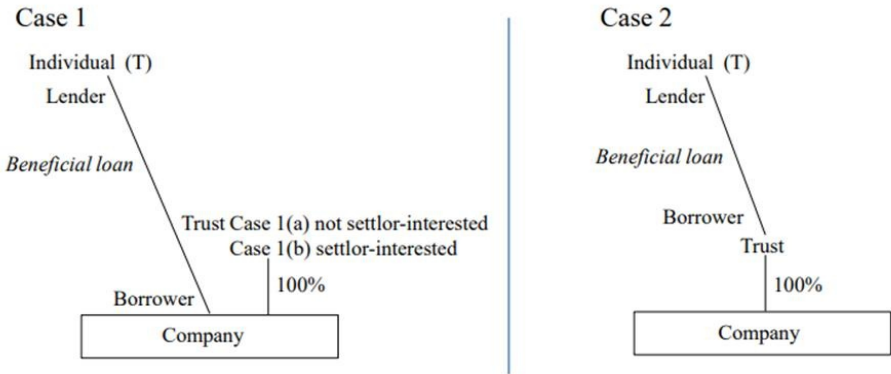 Case 1
Individual (T)
Lender
Beneficial loan
Trust Case 1(a) not settlor-interested
Case 1(b) settlor-interested
100%
Borrower
Company
Case 2
Individual (T)
Lender
Beneficial loan
Borrower
Trust
100%
Company